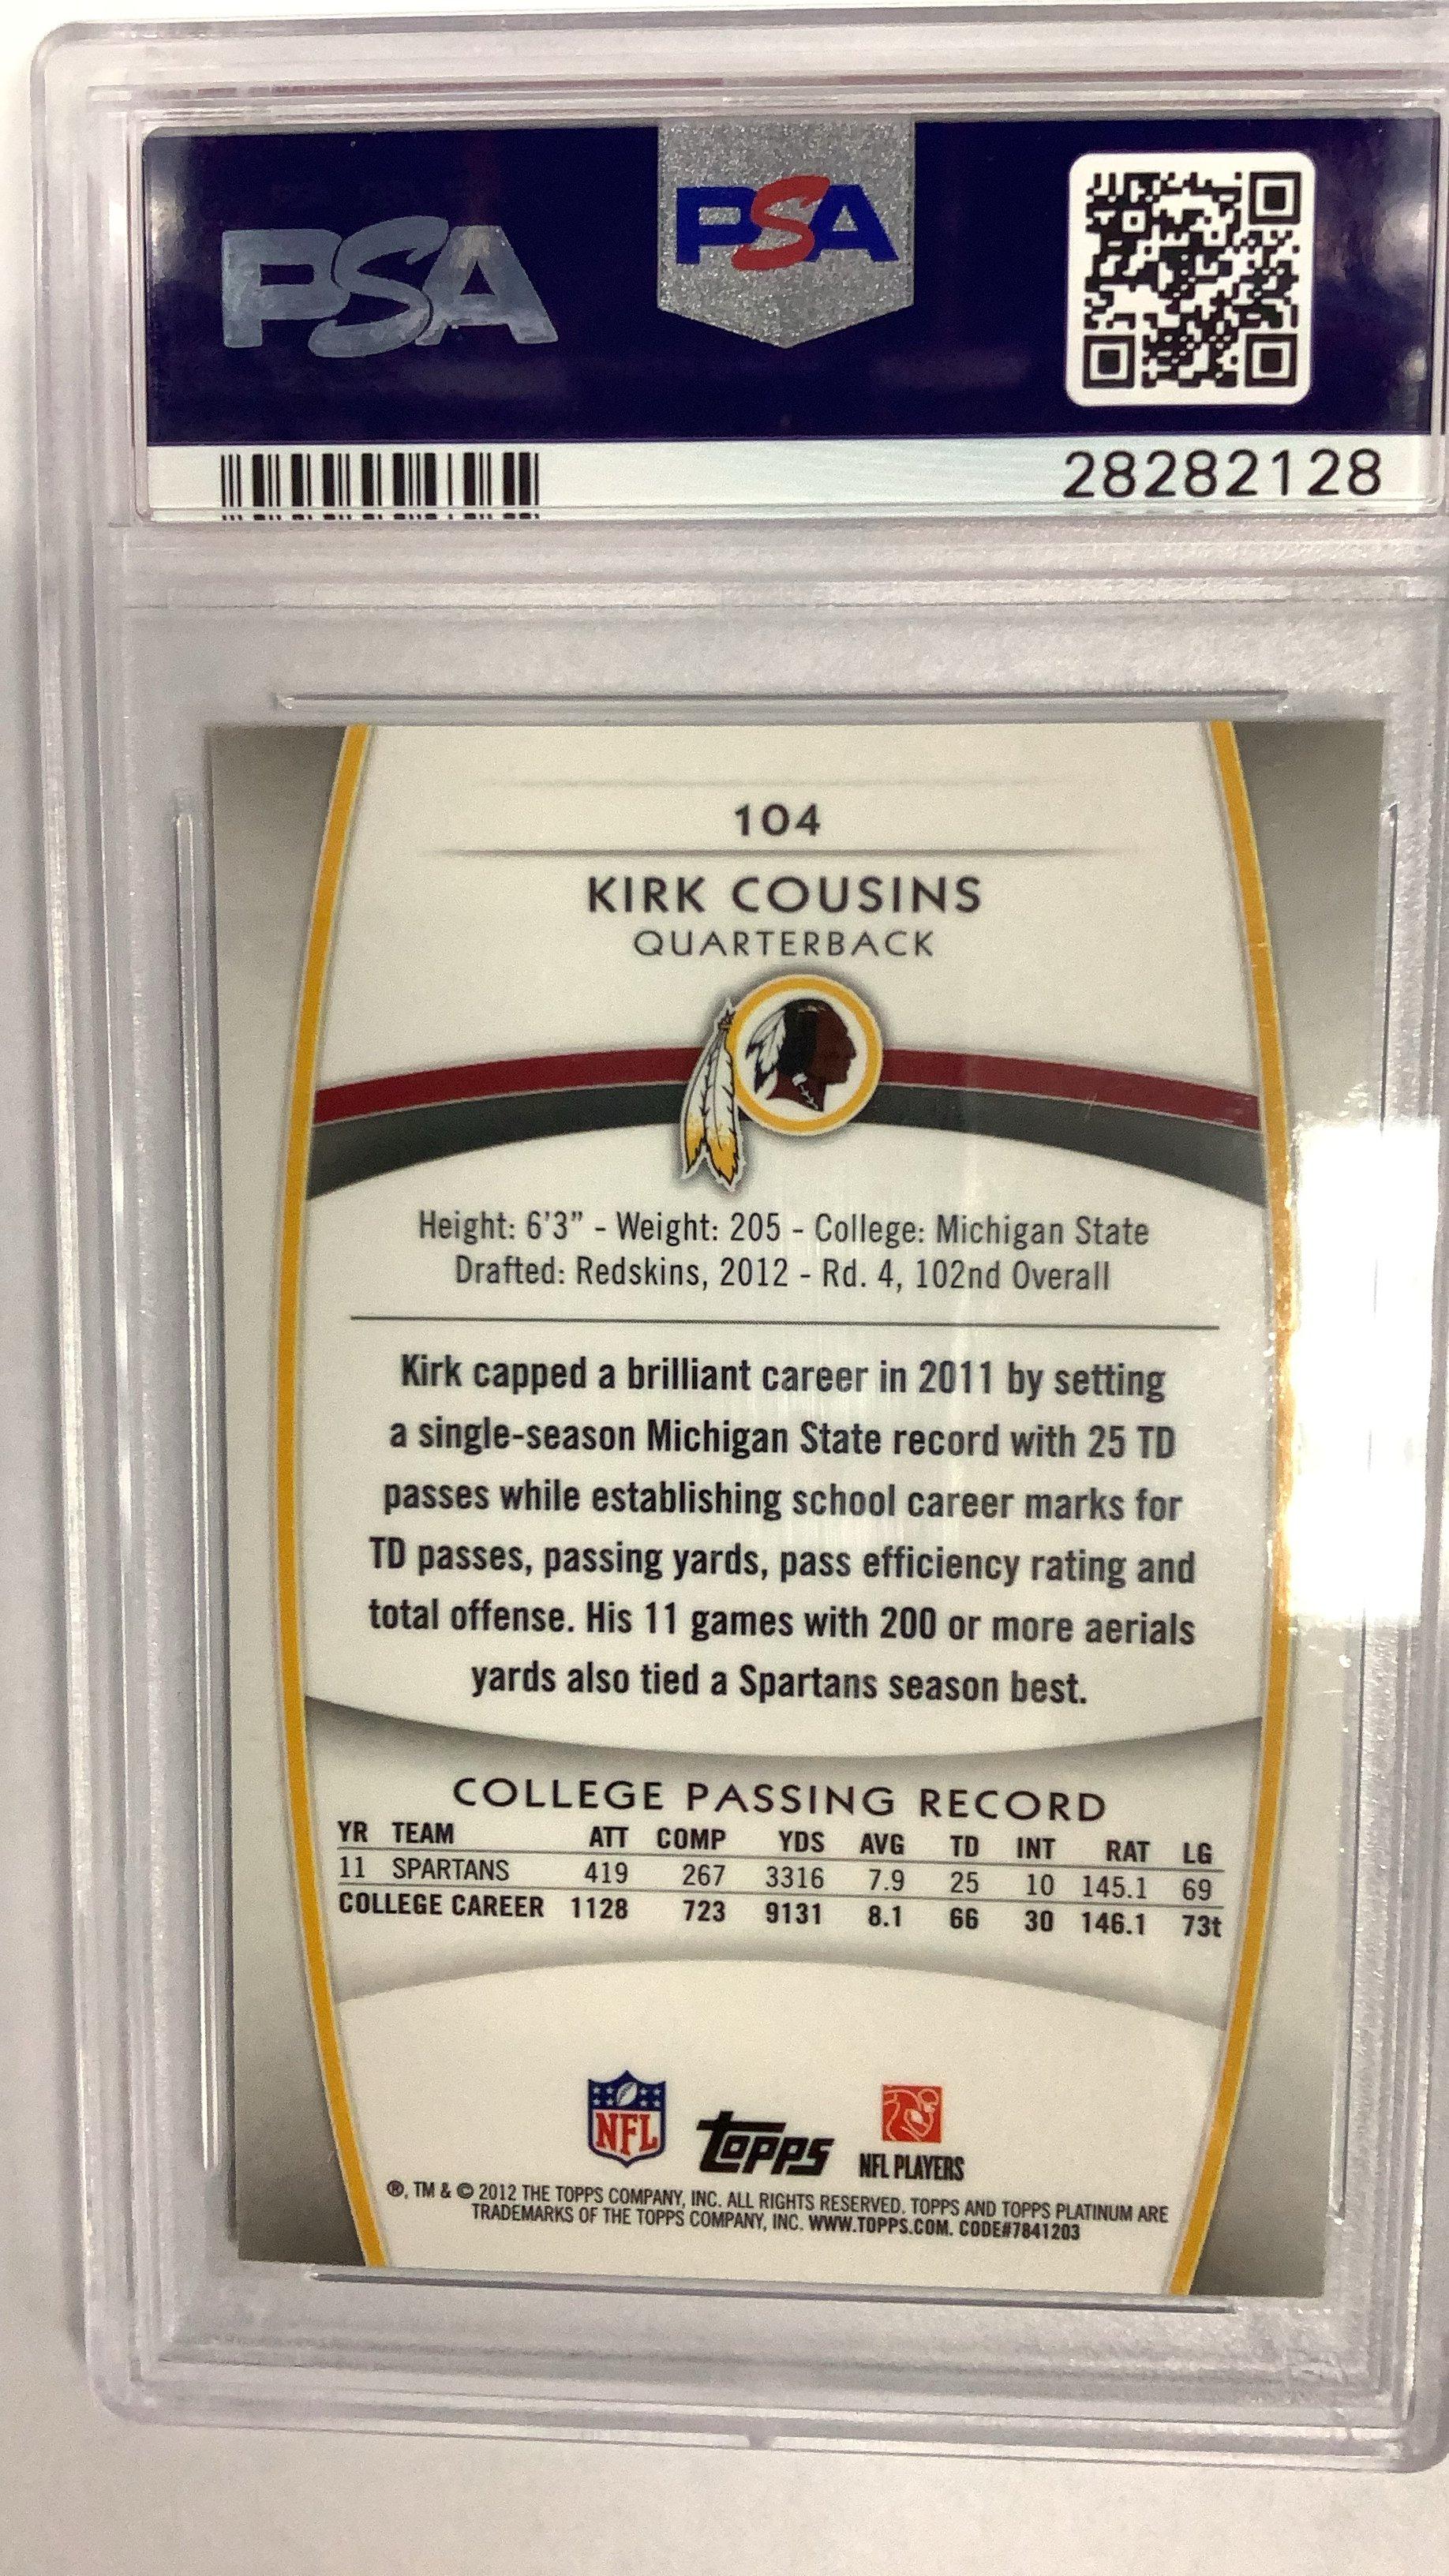 PSA
PSA
28282128
104
KIRK COUSINS
QUARTERBACK
Height: 6'3" - Weight: 205 - College: Michigan State
Drafted: Redskins, 2012 - Rd. 4, 102nd Overall
Kirk capped a brilliant career in 2011 by setting
a single-season Michigan State record with 25 TD
passes while establishing school career marks for
TD passes, passing yards, pass efficiency rating and
total offense. His 11 games with 200 or more aerials
yards also tied a Spartans season best.
COLLEGE PASSING RECORD
YR TEAM ATT COMP YDS AVG TD INT RAT LG
11 SPARTANS 419 267 3316 7.9 25 10 145.1 69
COLLEGE CAREER 1128 723 9131 8.1 66 30 146.1 73t
NFL
topps
NFL PLAYERS
®, TM & © 2012 THE TOPPS COMPANY, INC. ALL RIGHTS RESERVED. TOPPS AND TOPPS PLATINUM ARE
TRADEMARKS OF THE TOPPS COMPANY, INC. WWW.TOPPS.COM. CODE#7841203